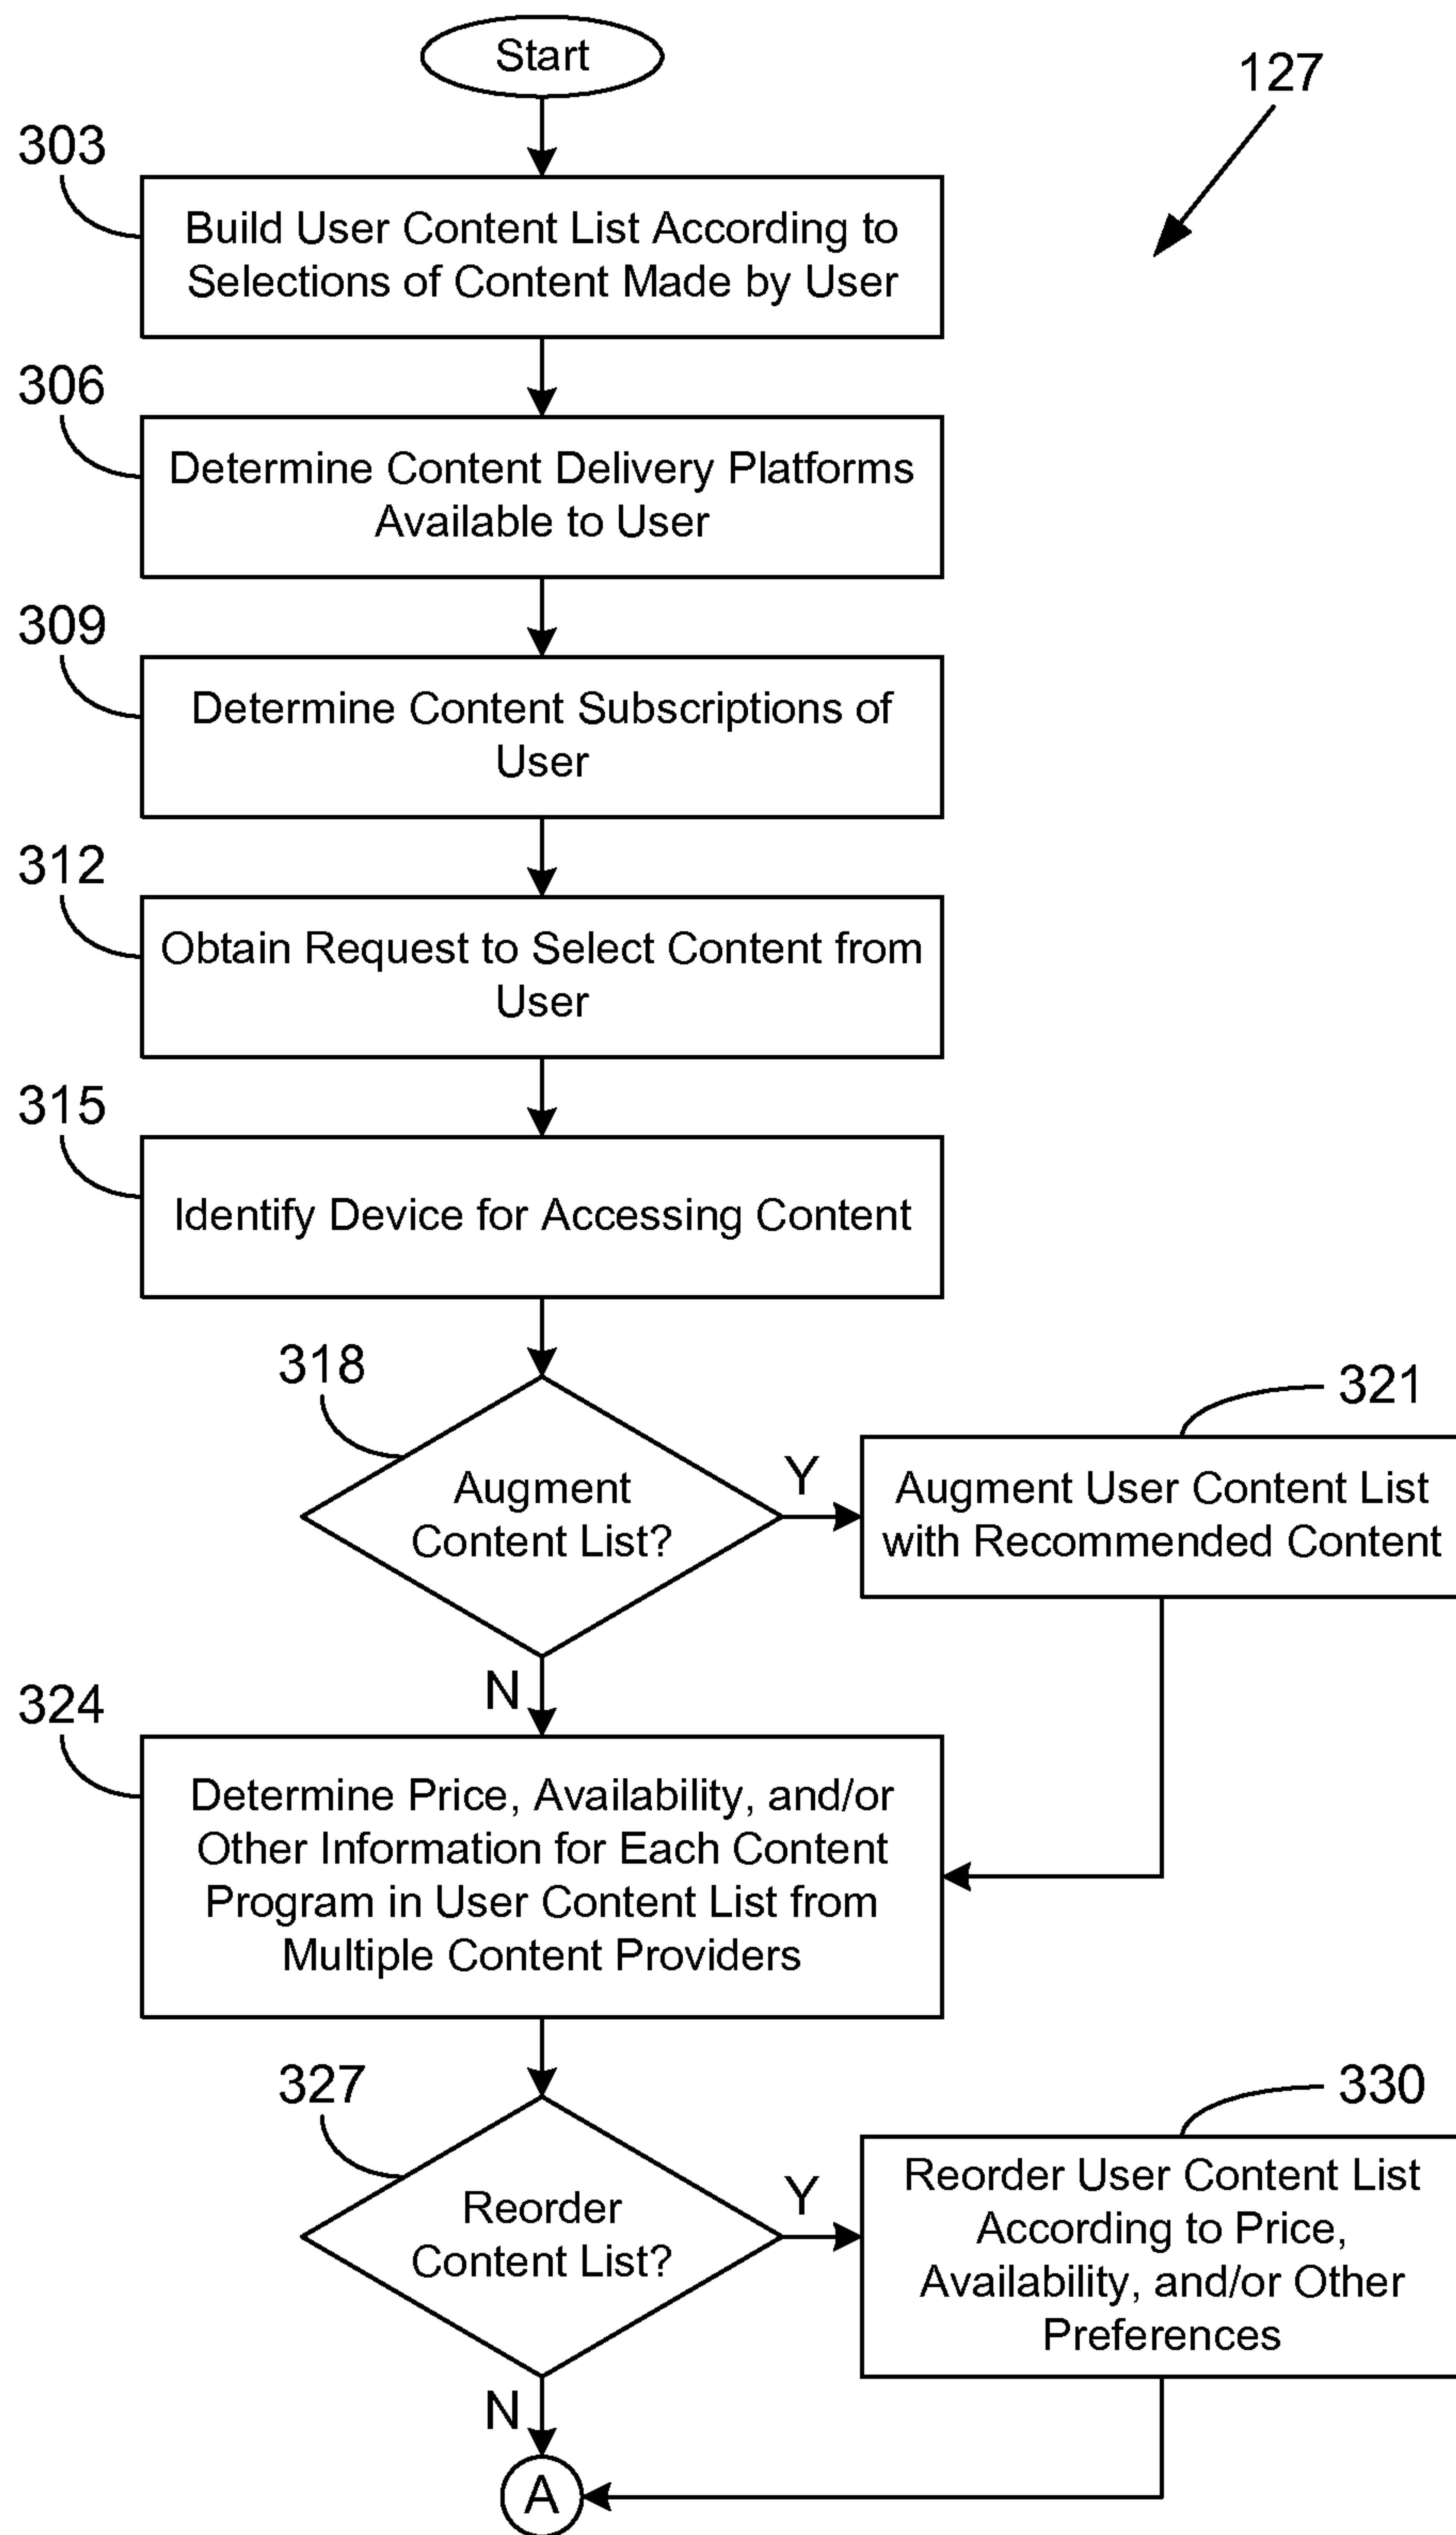 Start
127
303
Build User Content List According to
Selections of Content Made by User
306
Determine Content Delivery Platforms
Available to User
309
Determine Content Subscriptions of
User
312
Obtain Request to Select Content from
User
315
Identify Device for Accessing Content
318
Augment
Content List?
Y
321
Augment User Content List
with Recommended Content
N
324
Determine Price, Availability, and/or
Other Information for Each Content
Program in User Content List from
Multiple Content Providers
327
Reorder
Content List?
Y
330
Reorder User Content List
According to Price,
Availability, and/or Other
Preferences
N
A